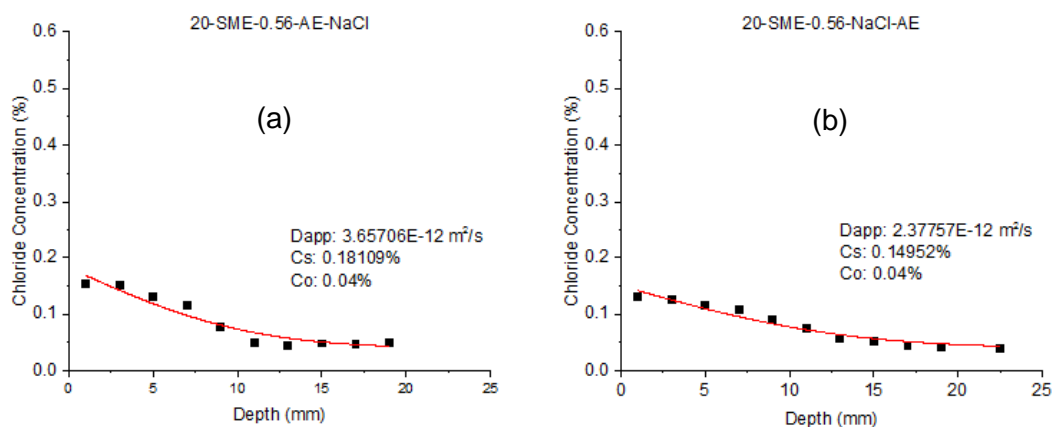 20-SME-0.56-AE-NaCl
(a)
Chloride Concentration (%)
0.6
0.5
0.4
0.3
0.2
0.1
0.0
Dapp: 3.65706E-12 m²/s
Cs: 0.18109%
Co: 0.04%
0 5 10 15 20 25
Depth (mm)
20-SME-0.56-NaCl-AE
(b)
Chloride Concentration (%)
0.6
0.5
0.4
0.3
0.2
0.1
0.0
Dapp: 2.37757E-12 m²/s
Cs: 0.14952%
Co: 0.04%
0 5 10 15 20 25
Depth (mm)